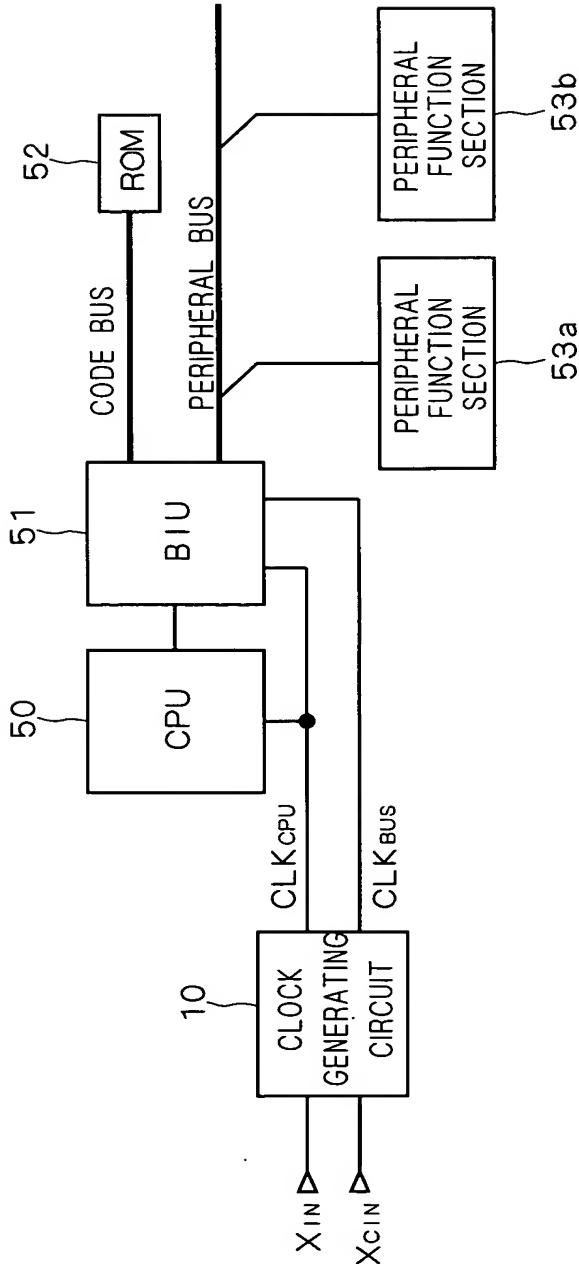 52
ROM
CODE BUS
PERIPHERAL BUS
51
BIU
50
CPU
PERIPHERAL
FUNCTION
SECTION
53b
PERIPHERAL
FUNCTION
SECTION
53a
CLKCPU
CLKBUS
10
CLOCK
GENERATING
CIRCUIT
XIN
XCIN